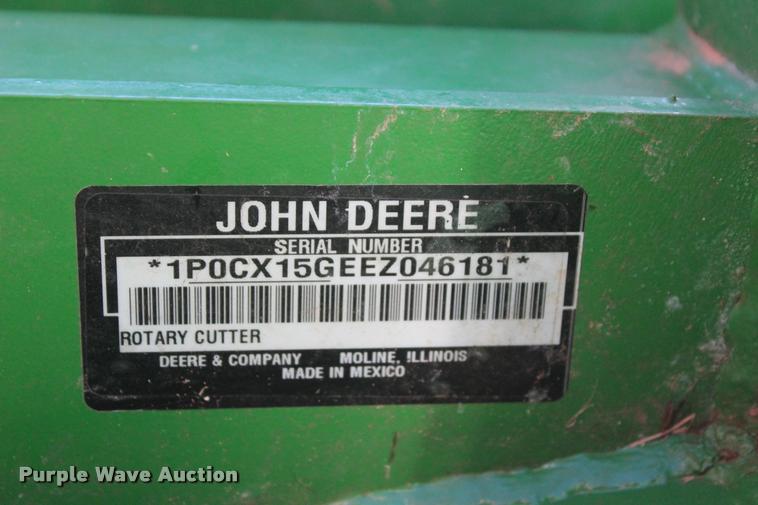 JOHN DEERE
SERIAL NUMBER
*1P0CX15GEEZ046181*
ROTARY CUTTER
DEERE & COMPANY MOLINE, ILLINOIS
MADE IN MEXICO
Purple Wave Auction